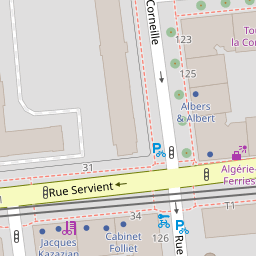 Corneille
123
Tou
la Co
125
Albers
& Albert
Algérie-
Ferries
31
31
Rue Servient
T1
34
Jacques
Kazazian
Cabinet
Folliet
126
Rue